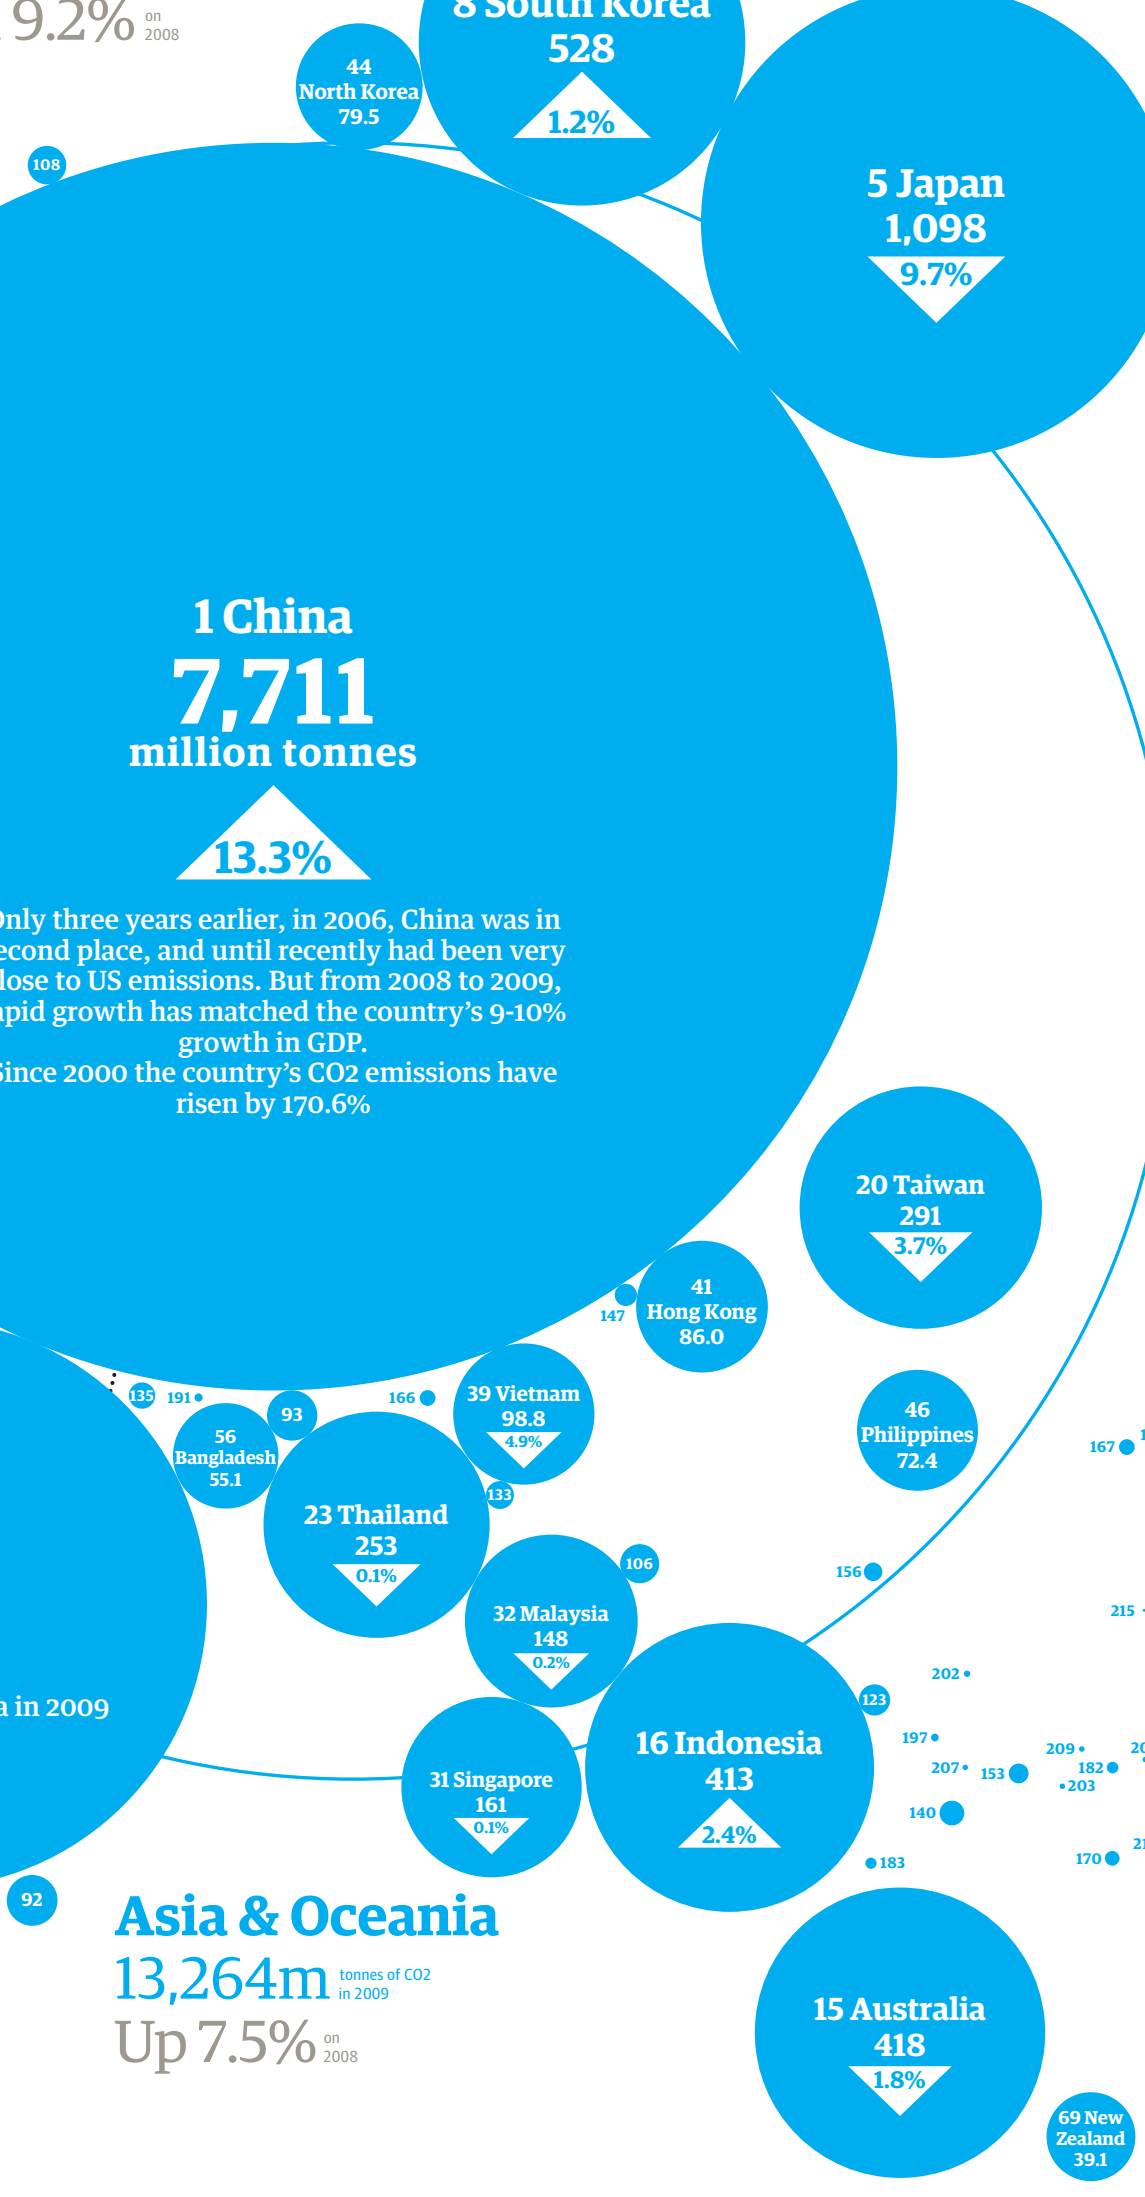 9.2% on
2008
8 South Korea
528
1.2%
44
North Korea
79.5
108
5 Japan
1,098
9.7%
1 China
7,711
million tonnes
13.3%
nly three years earlier, in 2006, China was in
econd place, and until recently had been very
lose to US emissions. But from 2008 to 2009,
apid growth has matched the country’s 9-10%
growth in GDP.
Since 2000 the country’s CO2 emissions have
risen by 170.6%
20 Taiwan
291
3.7%
41
Hong Kong
86.0
147
135
191
93
166
39 Vietnam
98.8
4.9%
56
Bangladesh
55.1
46
Philippines
72.4
167
133
23 Thailand
253
0.1%
106
156
32 Malaysia
148
0.2%
215
202
a in 2009
123
16 Indonesia
413
2.4%
197
209
207
153
182
203
31 Singapore
161
0.1%
140
183
170
92
Asia & Oceania
13,264m tonnes of CO2
in 2009
Up 7.5% on
2008
15 Australia
418
1.8%
69 New
Zealand
39.1